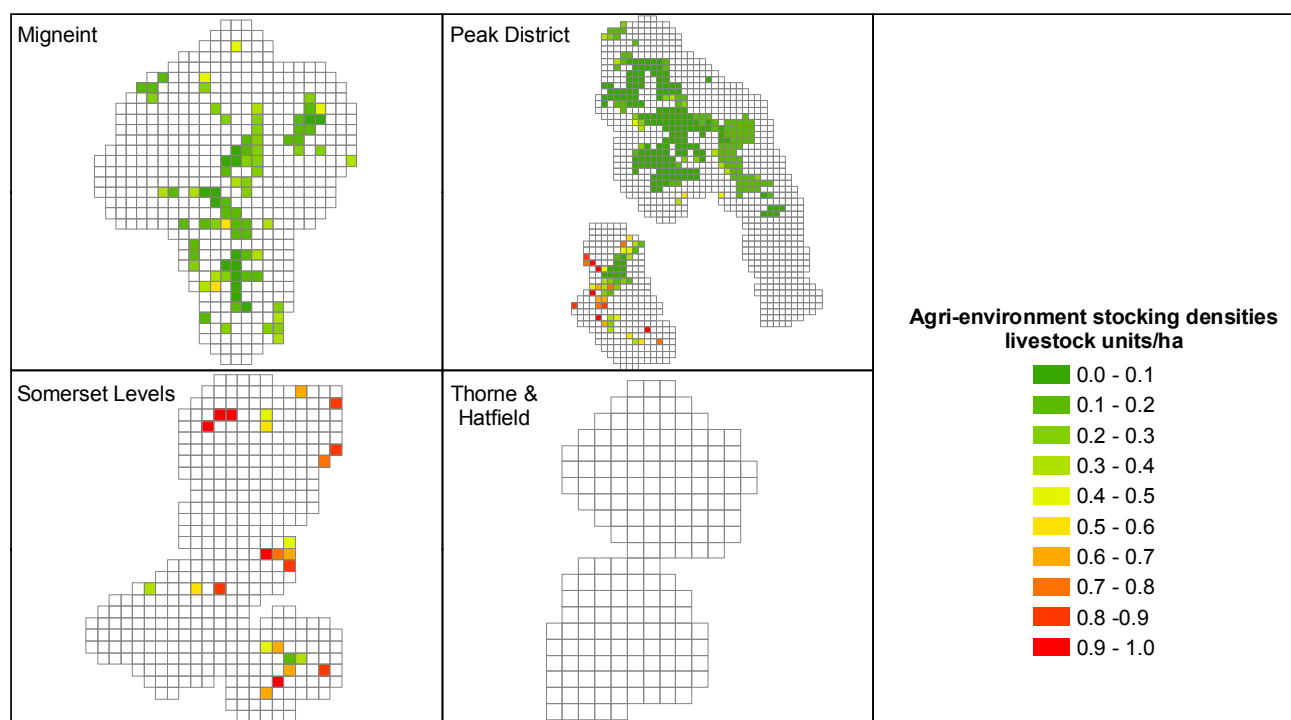 Migneint
Peak District
Somerset Levels
Thorne &
Hatfield
Agri-environment stocking densities
livestock units/ha
0.0 - 0.1
0.1 - 0.2
0.2 - 0.3
0.3 - 0.4
0.4 - 0.5
0.5 - 0.6
0.6 - 0.7
0.7 - 0.8
0.8 -0.9
0.9 - 1.0